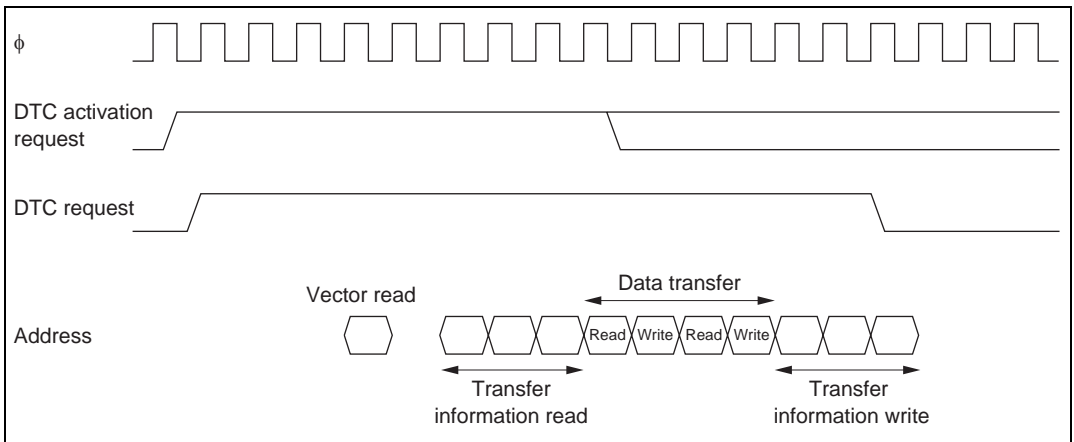 ϕ
DTC activation
request
DTC request
Vector read
Data transfer
Address
Read Write Read Write
Transfer
information read
Transfer
information write